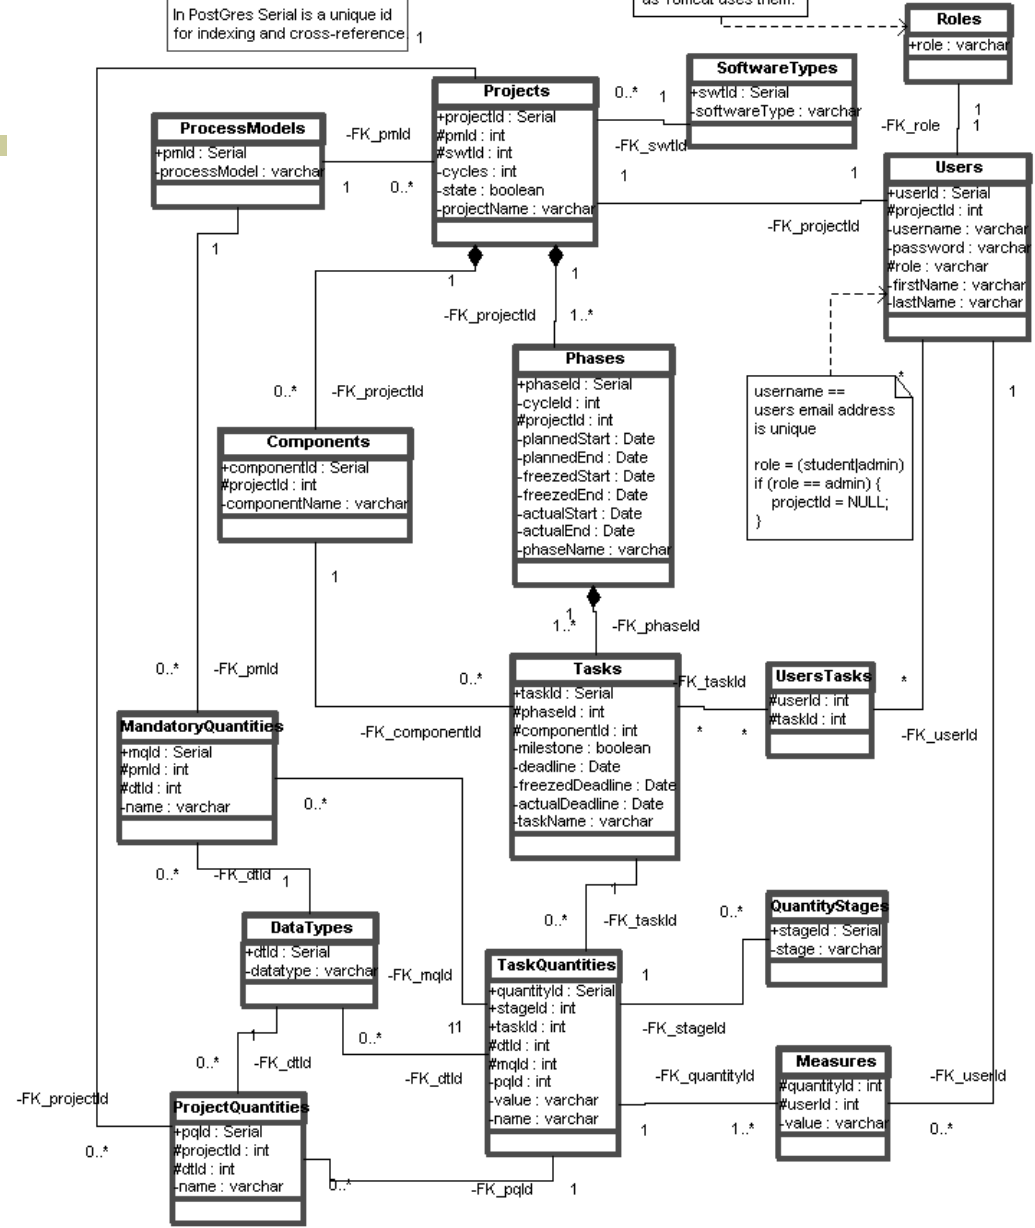 In PostGres Serial is a unique id
for indexing and cross-reference.
1
as Tomcat uses them.
Roles
+role : varchar
1
1
-FK_role
SoftwareTypes
+swtId : Serial
-softwareType : varchar
0..*
1
-FK_swtId
Projects
+projectId : Serial
#pmId : int
#swtId : int
-cycles : int
-state : boolean
-projectName : varchar
ProcessModels
+pmId : Serial
-processModel : varchar
-FK_pmId
1
0..*
1
1
1
-FK_projectId
Users
+userId : Serial
#projectId : int
-username : varchar
-password : varchar
#role : varchar
-firstName : varchar
-lastName : varchar
1
1
-FK_projectId
1..*
0..*
-FK_projectId
Phases
+phaseId : Serial
-cycleId : int
#projectId : int
-plannedStart : Date
-plannedEnd : Date
-freezedStart : Date
-freezedEnd : Date
-actualStart : Date
-actualEnd : Date
-phaseName : varchar
*
1
username ==
users email address
is unique
role = (student|admin)
if (role == admin) {
projectId = NULL;
}
Components
+componentId : Serial
#projectId : int
-componentName : varchar
1
1
1..*
-FK_phaseId
0..*
-FK_pmId
0..*
-FK_componentId
Tasks
+taskId : Serial
#phaseId : int
#componentId : int
-milestone : boolean
-deadline : Date
-freezedDeadline : Date
-actualDeadline : Date
-taskName : varchar
-FK_taskId
*
*
UsersTasks
#userId : int
#taskId : int
*
-FK_userId
MandatoryQuantities
+mqId : Serial
#pmId : int
#dtId : int
-name : varchar
0..*
0..*
-FK_dtId
1
1
0..*
-FK_taskId
0..*
QuantityStages
+stageId : Serial
-stage : varchar
DataTypes
+dtId : Serial
-datatype : varchar
-FK_mqId
TaskQuantities
+quantityId : Serial
+stageId : int
+taskId : int
#dtId : int
#mqId : int
-pqId : int
-value : varchar
-name : varchar
1
-FK_stageId
11
0..*
-FK_dtId
1
0..*
-FK_dtId
-FK_quantityId
Measures
#quantityId : int
#userId : int
-value : varchar
-FK_userId
1
1..*
0..*
-FK_projectId
0..*
ProjectQuantities
+pqId : Serial
#projectId : int
#dtId : int
-name : varchar
0..*
-FK_pqId
1